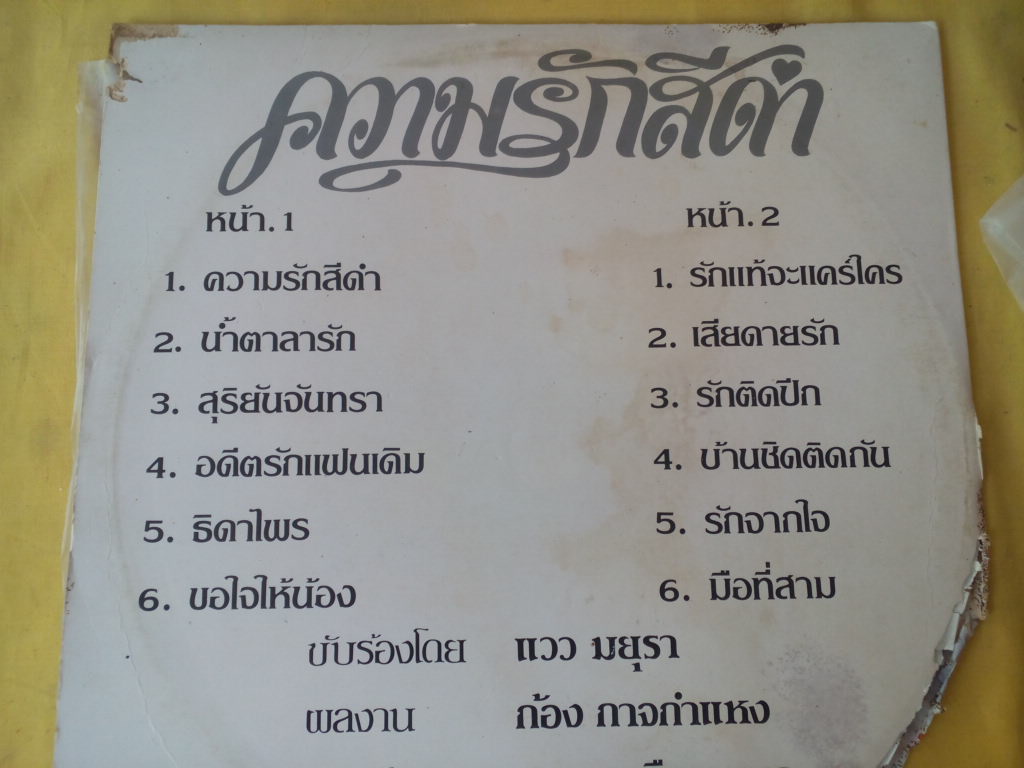 ความรักสีดำ
หน้า.1
1. ความรักสีดำ
2. น้ำตาลารัก
3. สุริยันจันทรา
4. อดีตรักแฟนเดิม
5. ธิดาไพร
6. ขอใจให้น้อง
หน้า.2
1. รักแท้จะแคร์ใคร
2. เสียดายรัก
3. รักติดปีก
4. บ้านชิดติดกัน
5. รักจากใจ
6. มือที่สาม
ขับร้องโดย แวว มยุรา
ผลงาน ก้อง กาจกำแหง